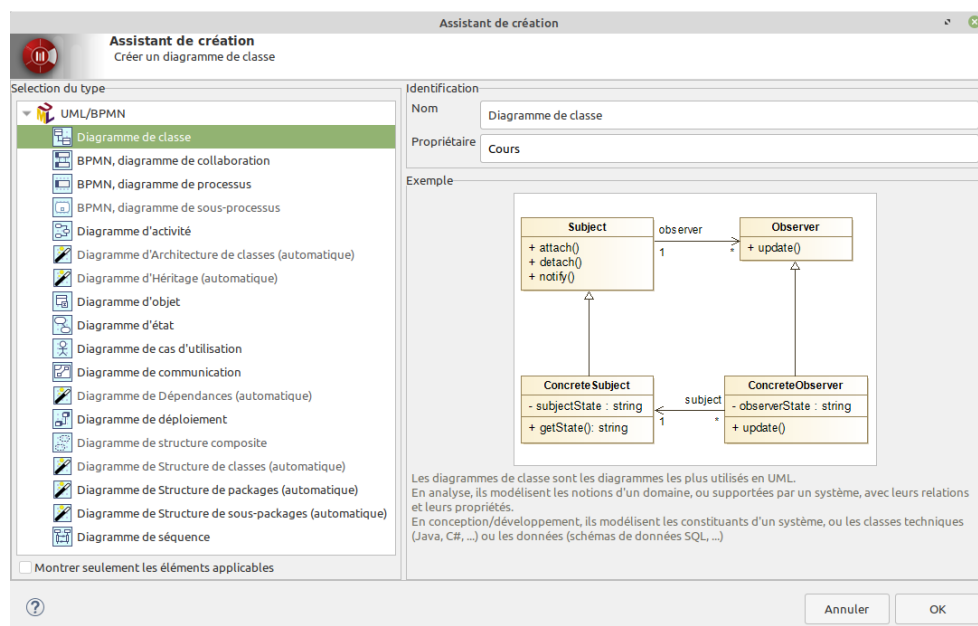 Assistant de création
Assistant de création
Créer un diagramme de classe
Selection du type
UML/BPMN
Diagramme de classe
BPMN, diagramme de collaboration
BPMN, diagramme de processus
BPMN, diagramme de sous-processus
Diagramme d'activité
Diagramme d'Architecture de classes (automatique)
Diagramme d'Héritage (automatique)
Diagramme d'objet
Diagramme d'état
Diagramme de cas d'utilisation
Diagramme de communication
Diagramme de Dépendances (automatique)
Diagramme de déploiement
Diagramme de structure composite
Diagramme de Structure de classes (automatique)
Diagramme de Structure de packages (automatique)
Diagramme de Structure de sous-packages (automatique)
Diagramme de séquence
Montrer seulement les éléments applicables
Identification
Nom
Diagramme de classe
Propriétaire
Cours
Exemple
Subject
+ attach()
+ detach()
+ notify()
observer
1
*
Observer
+ update()
ConcreteSubject
- subjectState : string
+ getState(): string
subject
1
*
ConcreteObserver
- observerState : string
+ update()
Les diagrammes de classe sont les diagrammes les plus utilisés en UML.
En analyse, ils modélisent les notions d'un domaine, ou supportées par un système, avec leurs relations
et leurs propriétés.
En conception/développement, ils modélisent les constituants d'un système, ou les classes techniques
(Java, C#, ...) ou les données (schémas de données SQL, ...)
?
Annuler
OK